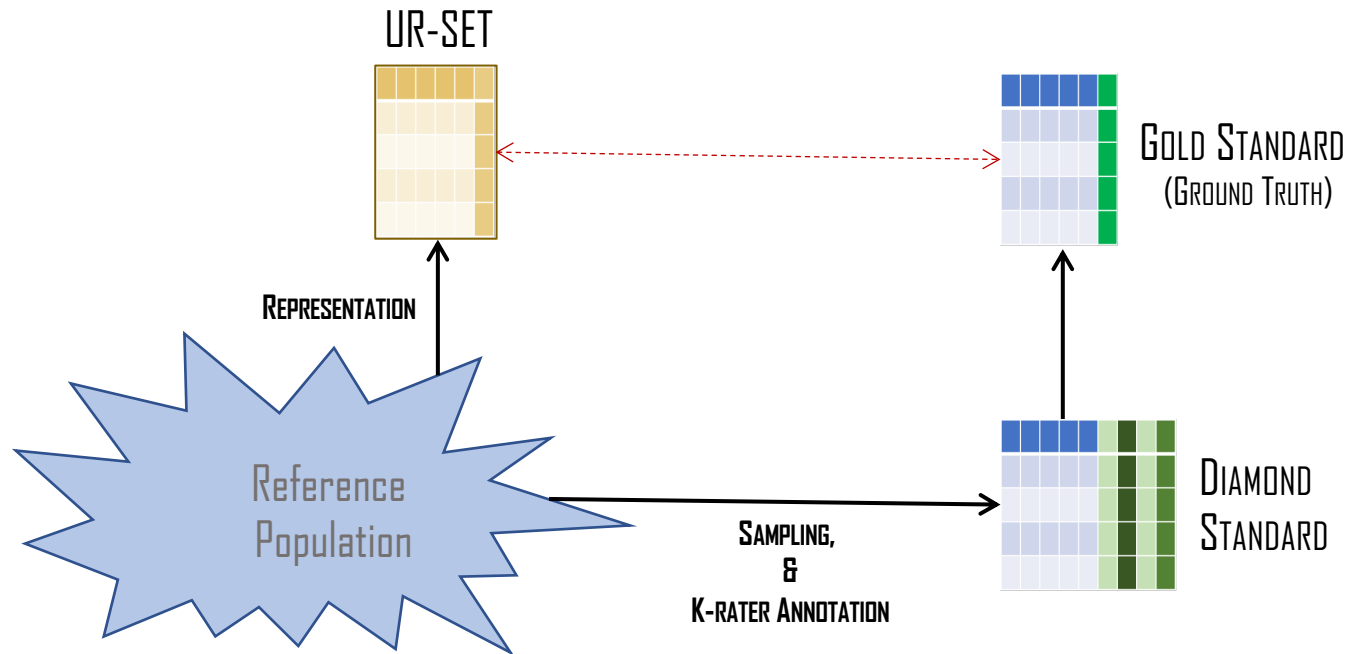 UR-SET
GOLD STANDARD
(GROUND TRUTH)
REPRESENTATION
Reference
Population
SAMPLING,
&
K-RATER ANNOTATION
DIAMOND
STANDARD